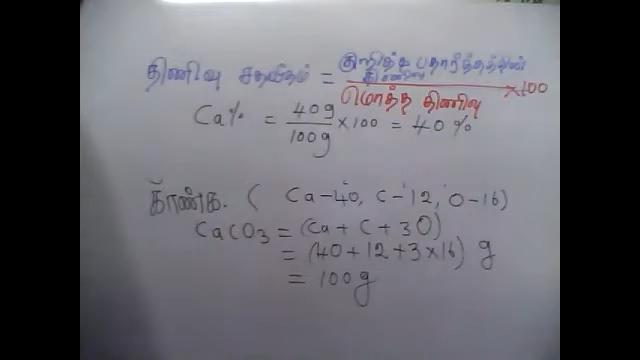 குறித்த பதார்த்தத்தின்
திணிவு
திணிவு சதவீதம் = ×100
மொத்த திணிவு
Ca% = 40g/100g ×100 = 40%
காண்க. ( Ca-40, C-12, O-16)
CaCO₃ = (Ca + C + 3O)
= (40+12+3×16) g
= 100g